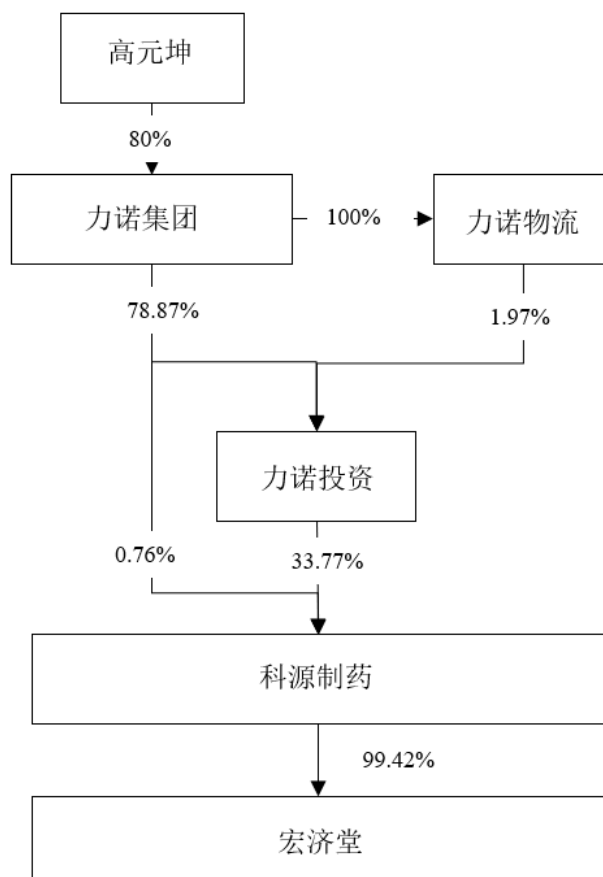 高元坤
80%
力诺集团
100%
力诺物流
78.87%
1.97%
力诺投资
0.76%
33.77%
科源制药
99.42%
宏济堂